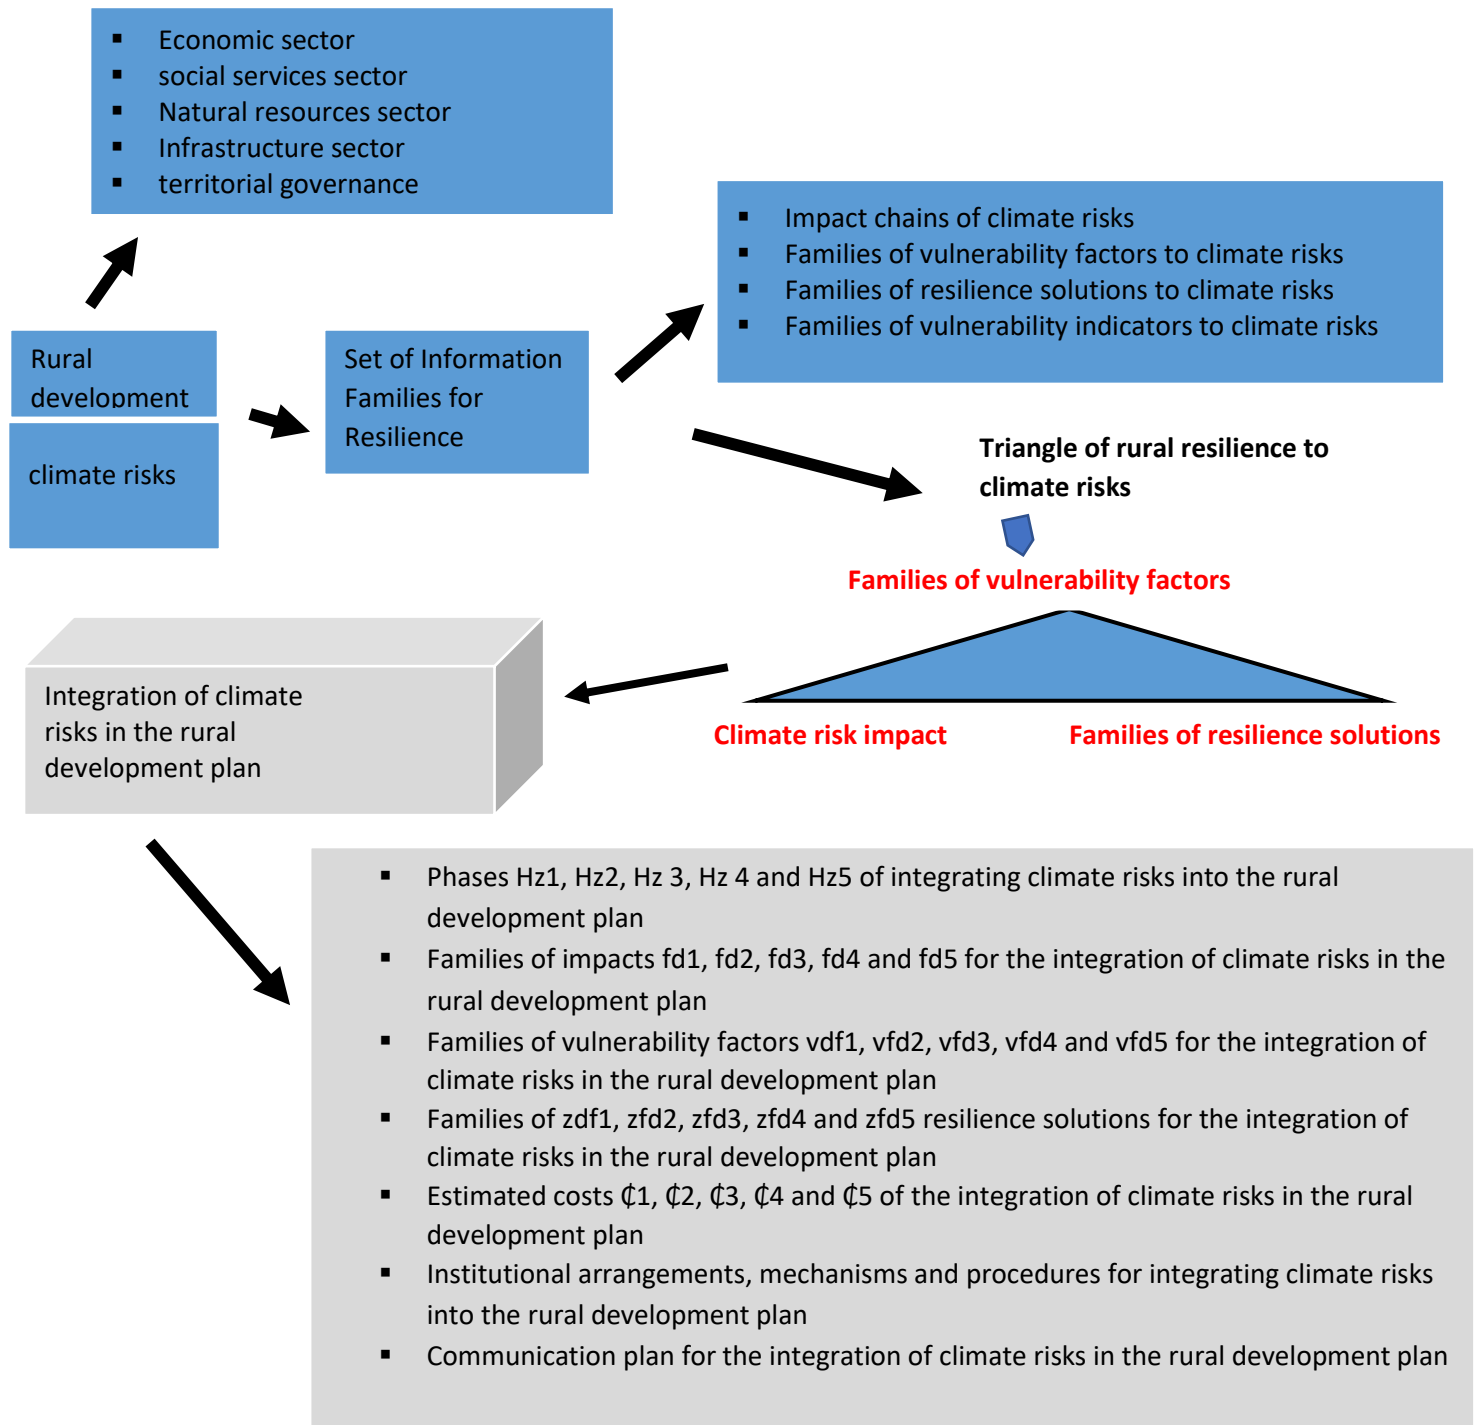 ▪ Economic sector
▪ social services sector
▪ Natural resources sector
▪ Infrastructure sector
▪ territorial governance
▪ Impact chains of climate risks
▪ Families of vulnerability factors to climate risks
▪ Families of resilience solutions to climate risks
▪ Families of vulnerability indicators to climate risks
Rural
development
climate risks
Set of Information
Families for
Resilience
Triangle of rural resilience to
climate risks
Families of vulnerability factors
Climate risk impact
Families of resilience solutions
Integration of climate
risks in the rural
development plan
▪ Phases Hz1, Hz2, Hz 3, Hz 4 and Hz5 of integrating climate risks into the rural
development plan
▪ Families of impacts fd1, fd2, fd3, fd4 and fd5 for the integration of climate risks in the
rural development plan
▪ Families of vulnerability factors vdf1, vfd2, vfd3, vfd4 and vfd5 for the integration of
climate risks in the rural development plan
▪ Families of zdf1, zfd2, zfd3, zfd4 and zfd5 resilience solutions for the integration of
climate risks in the rural development plan
▪ Estimated costs ₵1, ₵2, ₵3, ₵4 and ₵5 of the integration of climate risks in the rural
development plan
▪ Institutional arrangements, mechanisms and procedures for integrating climate risks
into the rural development plan
▪ Communication plan for the integration of climate risks in the rural development plan